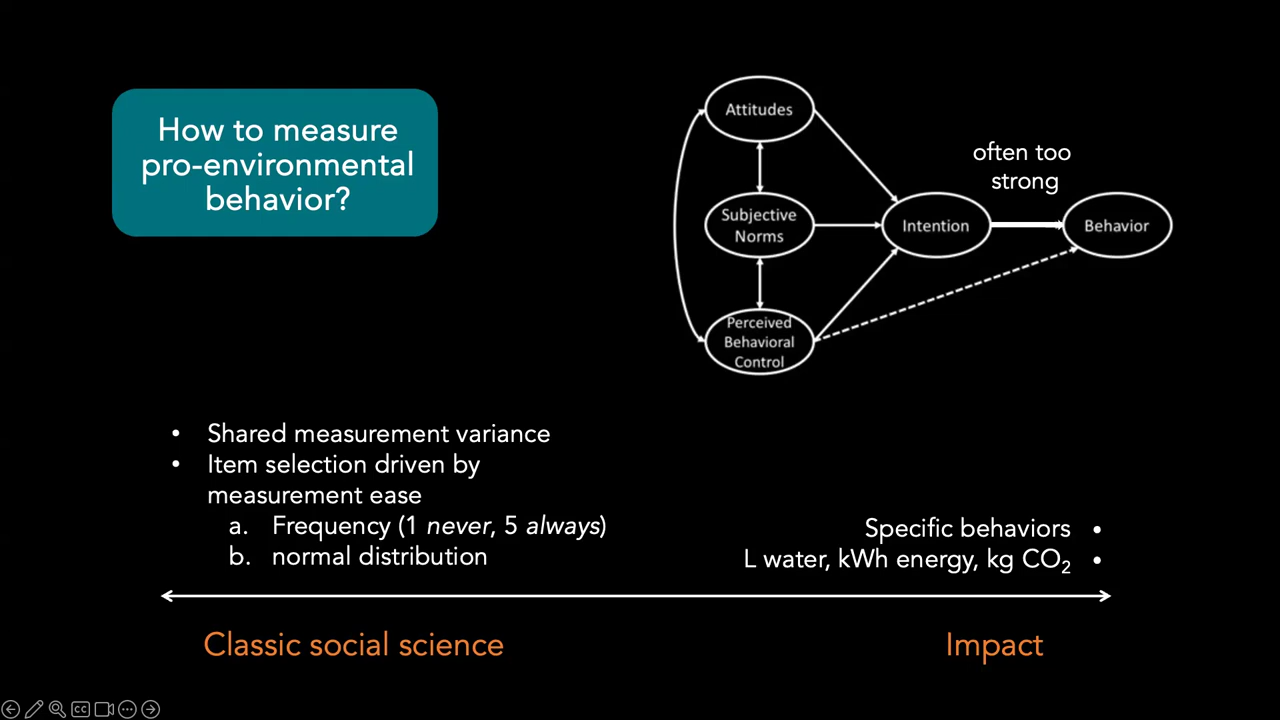 How to measure
pro-environmental
behavior?
Attitudes
often too
strong
Subjective
Norms
Intention
Behavior
Perceived
Behavioral
Control
• Shared measurement variance
• Item selection driven by
measurement ease
a. Frequency (1 never, 5 always)
b. normal distribution
Specific behaviors •
L water, kWh energy, kg CO₂ •
Classic social science
Impact
CC